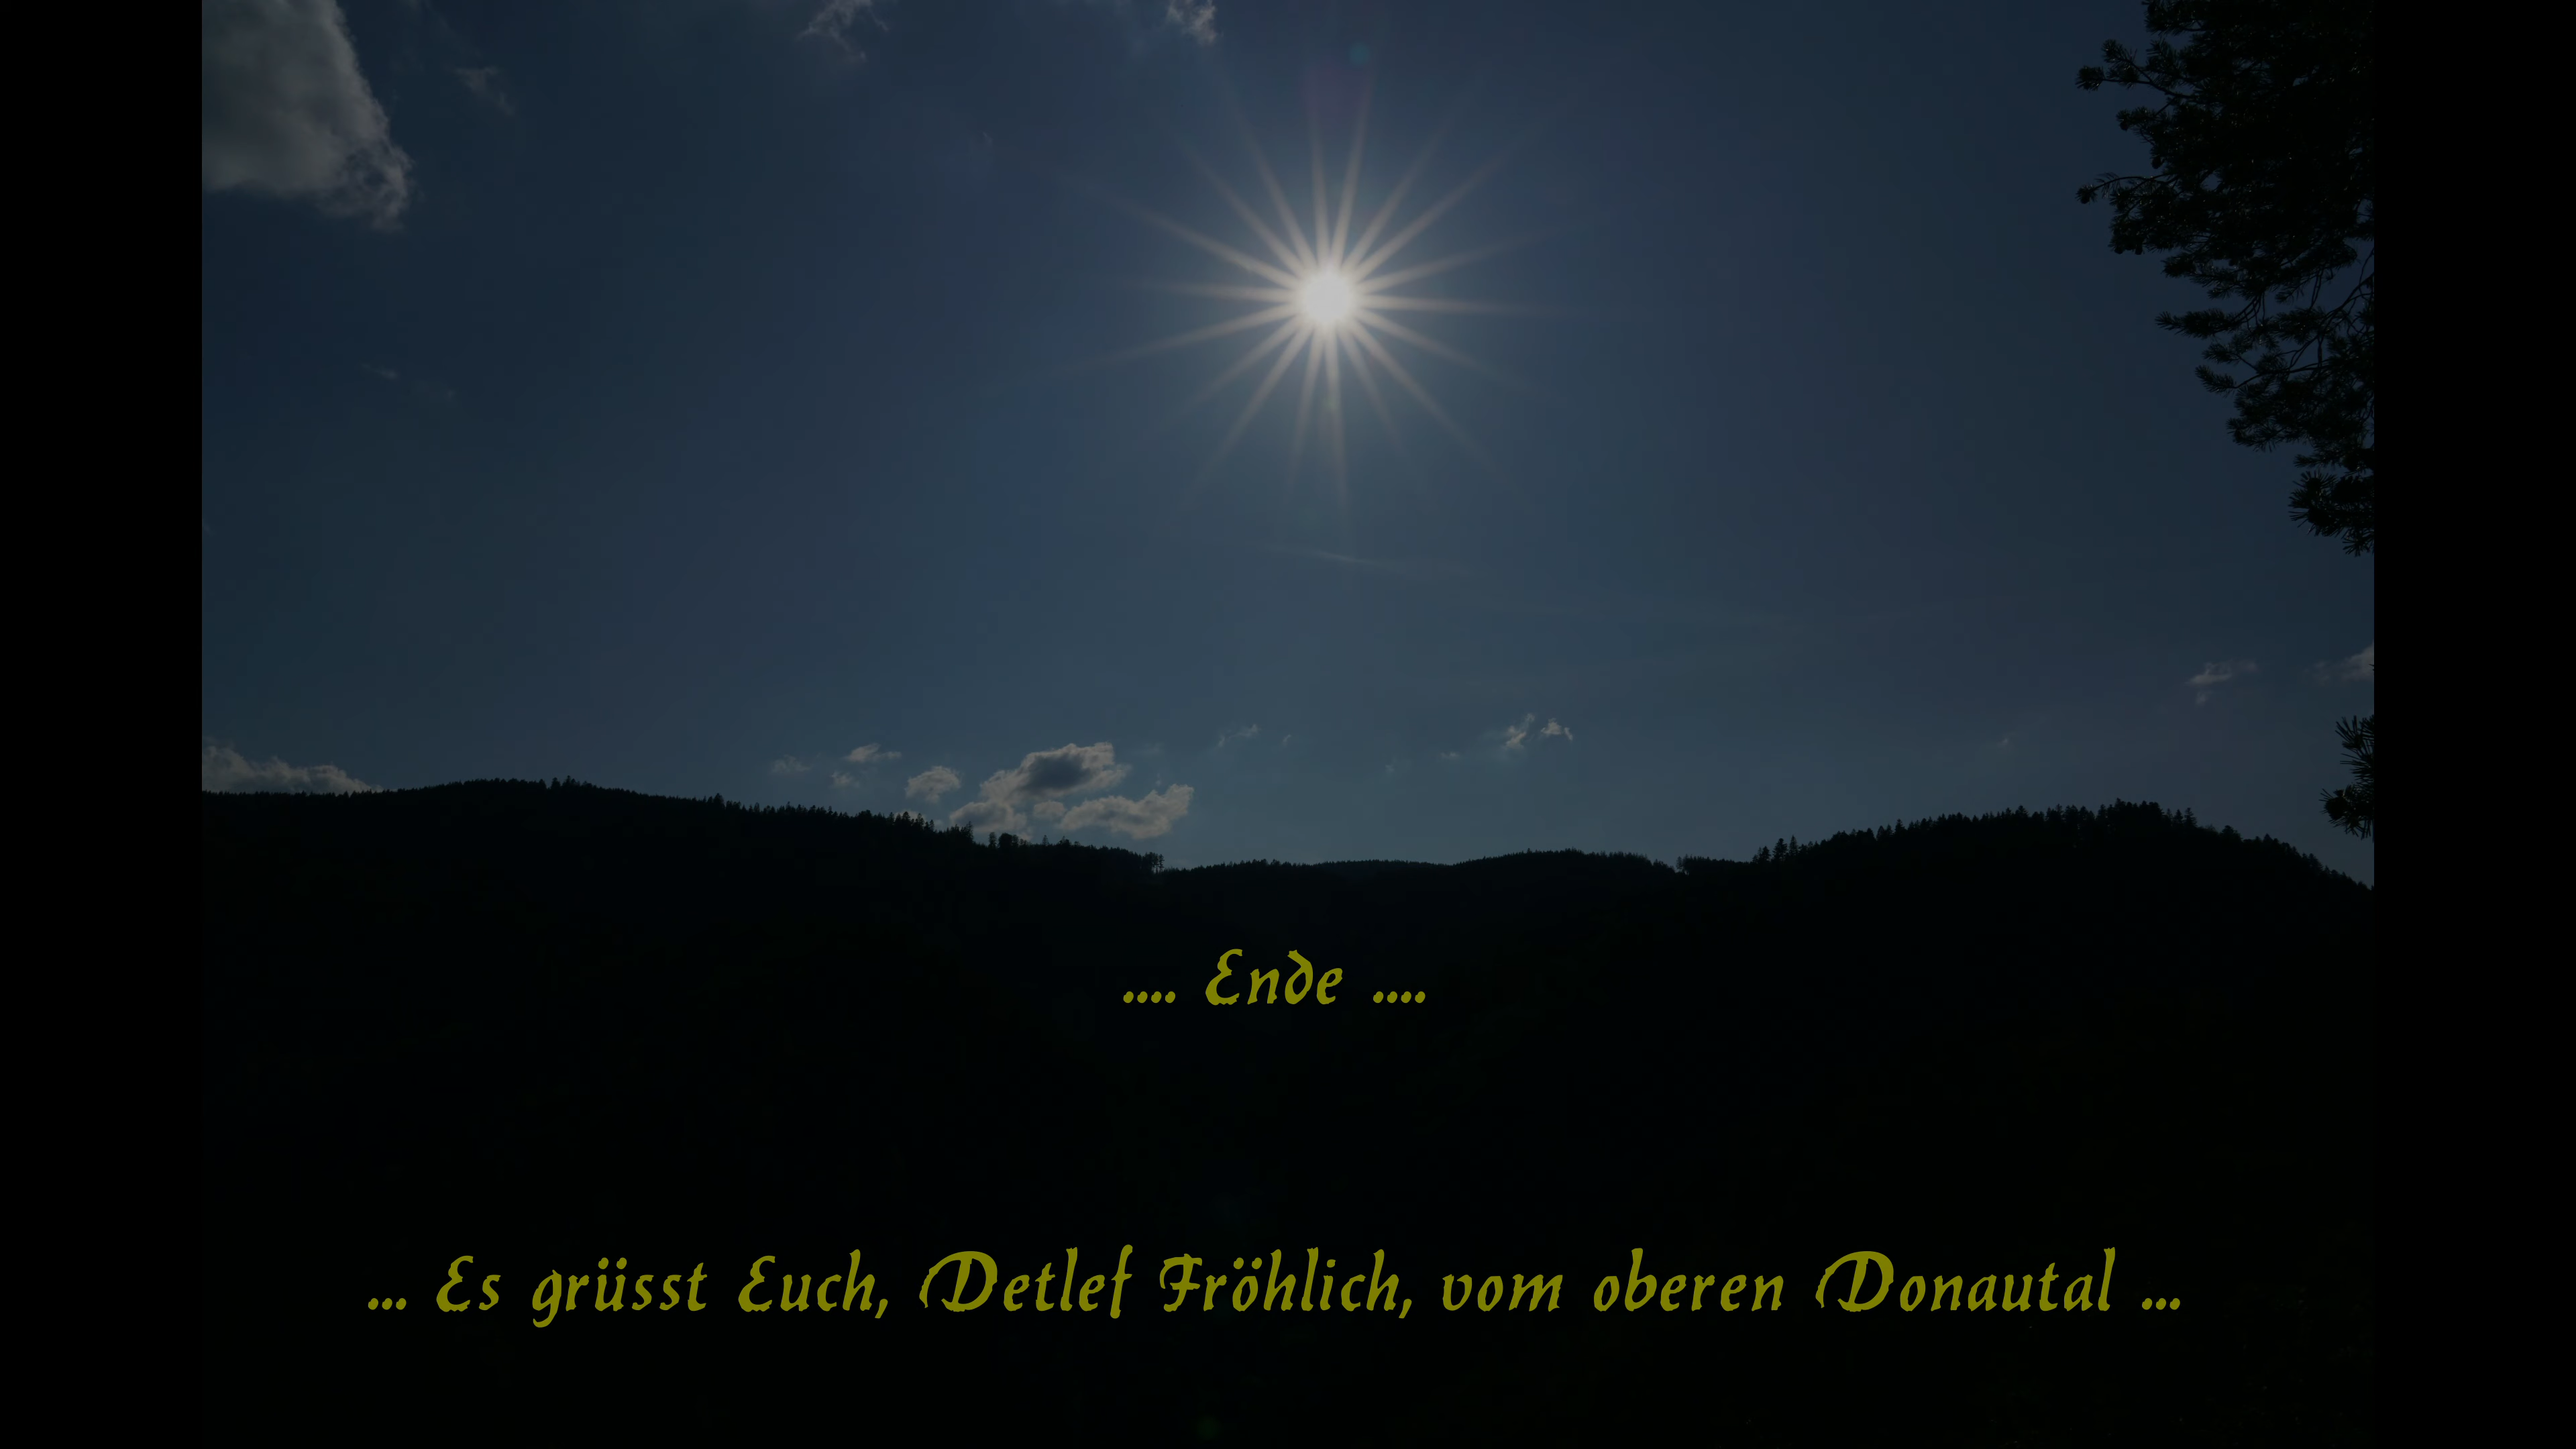 .... Ende ....
... Es grüsst Euch, Detlef Fröhlich, vom oberen Donautal ...